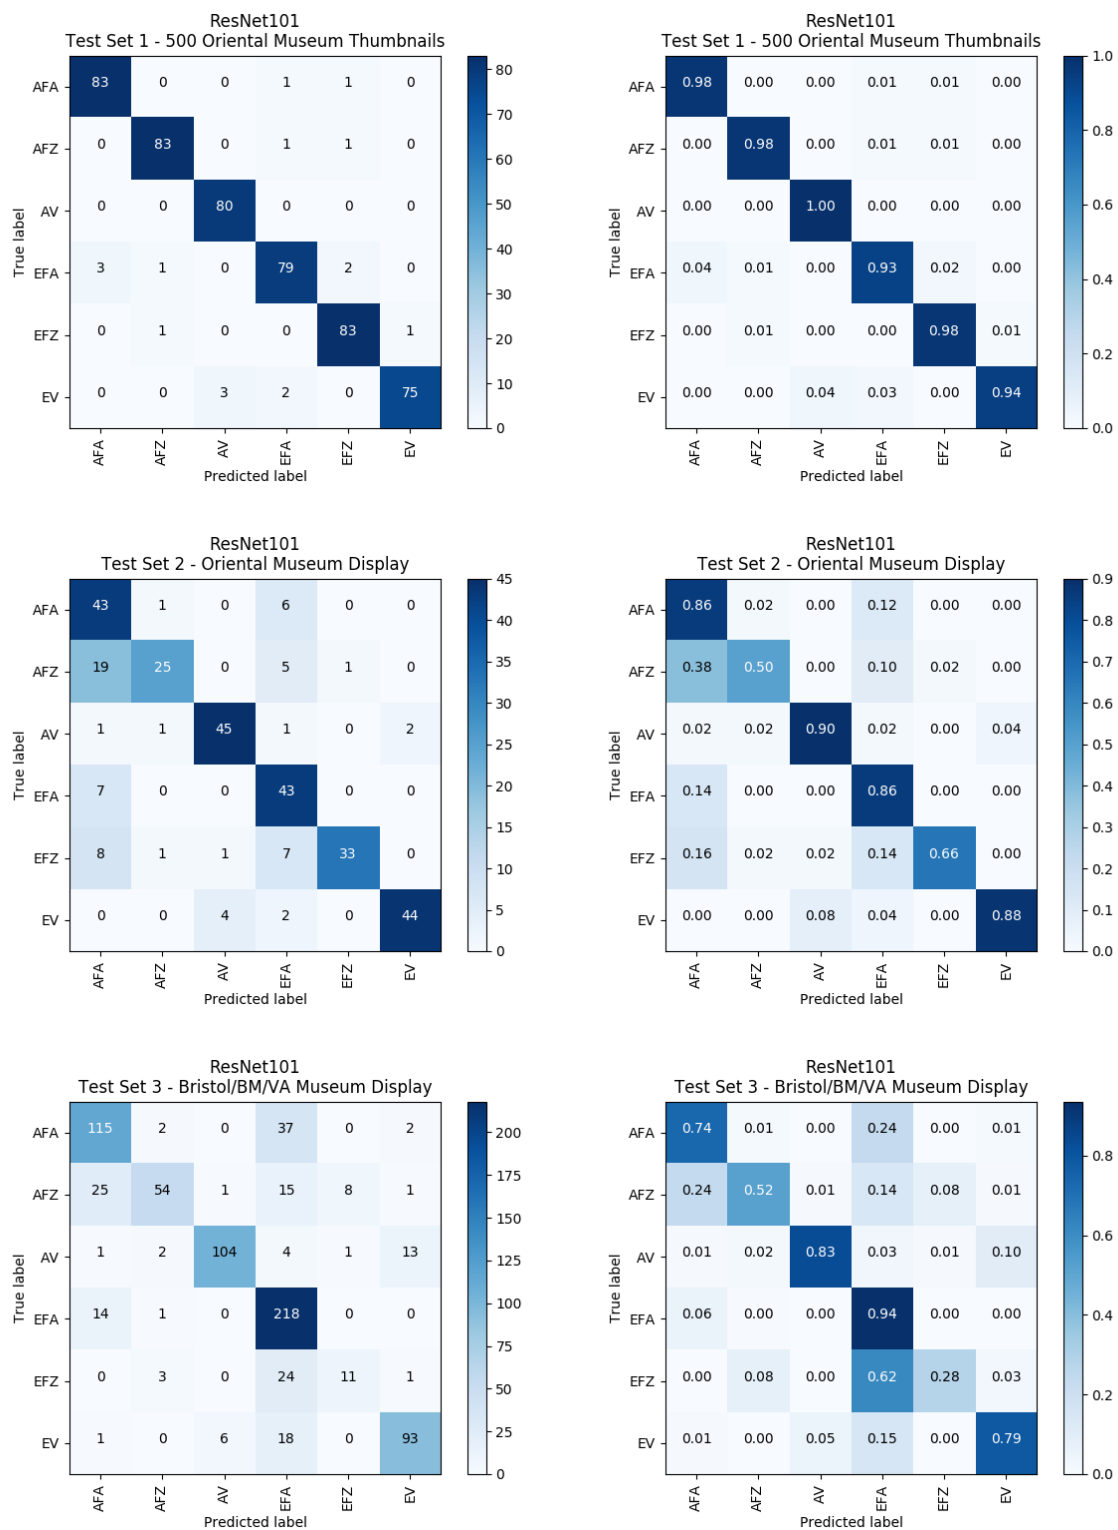 ResNet101
Test Set 1 - 500 Oriental Museum Thumbnails
AFA 83 0 0 1 1 0 80
AFZ 0 83 0 1 1 0 70
AV 0 0 80 0 0 0 60
EFA 3 1 0 79 2 0 50
EFZ 0 1 0 0 83 1 40
EV 0 0 3 2 0 75 30
20
10
0
True label
AFA AFZ AV EFA EFZ EV
Predicted label
ResNet101
Test Set 1 - 500 Oriental Museum Thumbnails
AFA 0.98 0.00 0.00 0.01 0.01 0.00 1.0
AFZ 0.00 0.98 0.00 0.01 0.01 0.00 0.8
AV 0.00 0.00 1.00 0.00 0.00 0.00 0.6
EFA 0.04 0.01 0.00 0.93 0.02 0.00 0.4
EFZ 0.00 0.01 0.00 0.00 0.98 0.01 0.2
EV 0.00 0.00 0.04 0.03 0.00 0.94 0.0
True label
AFA AFZ AV EFA EFZ EV
Predicted label
ResNet101
Test Set 2 - Oriental Museum Display
AFA 43 1 0 6 0 0 45
AFZ 19 25 0 5 1 0 40
AV 1 1 45 1 0 2 35
EFA 7 0 0 43 0 0 30
EFZ 8 1 1 7 33 0 25
EV 0 0 4 2 0 44 20
15
10
5
0
True label
AFA AFZ AV EFA EFZ EV
Predicted label
ResNet101
Test Set 2 - Oriental Museum Display
AFA 0.86 0.02 0.00 0.12 0.00 0.00 0.9
AFZ 0.38 0.50 0.00 0.10 0.02 0.00 0.8
AV 0.02 0.02 0.90 0.02 0.00 0.04 0.7
EFA 0.14 0.00 0.00 0.86 0.00 0.00 0.6
EFZ 0.16 0.02 0.02 0.14 0.66 0.00 0.5
EV 0.00 0.00 0.08 0.04 0.00 0.88 0.4
0.3
0.2
0.1
0.0
True label
AFA AFZ AV EFA EFZ EV
Predicted label
ResNet101
Test Set 3 - Bristol/BM/VA Museum Display
AFA 115 2 0 37 0 2 200
AFZ 25 54 1 15 8 1 175
AV 1 2 104 4 1 13 150
EFA 14 1 0 218 0 0 125
EFZ 0 3 0 24 11 1 100
EV 1 0 6 18 0 93 75
50
25
0
True label
AFA AFZ AV EFA EFZ EV
Predicted label
ResNet101
Test Set 3 - Bristol/BM/VA Museum Display
AFA 0.74 0.01 0.00 0.24 0.00 0.01 0.8
AFZ 0.24 0.52 0.01 0.14 0.08 0.01 0.6
AV 0.01 0.02 0.83 0.03 0.01 0.10 0.4
EFA 0.06 0.00 0.00 0.94 0.00 0.00 0.2
EFZ 0.00 0.08 0.00 0.62 0.28 0.03 0.0
EV 0.01 0.00 0.05 0.15 0.00 0.79
True label
AFA AFZ AV EFA EFZ EV
Predicted label